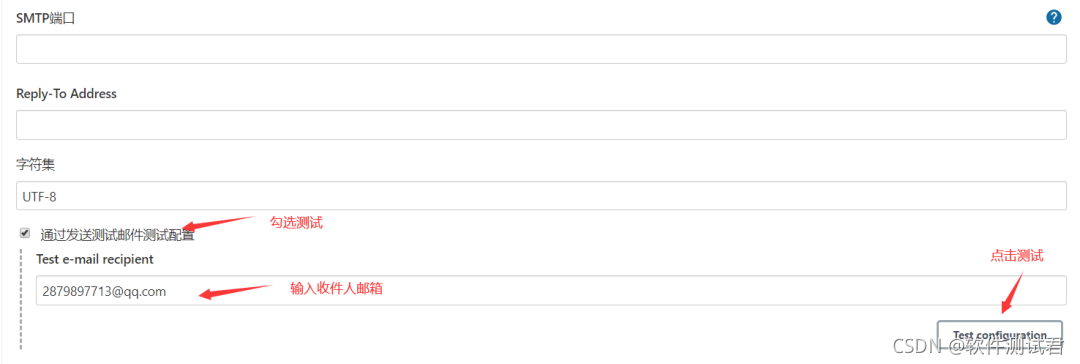 SMTP端口
?
Reply-To Address
字符集
UTF-8
勾选测试
通过发送测试邮件测试配置
Test e-mail recipient
点击测试
2879897713@qq.com
输入收件人邮箱
Test configuration
CSDN @软件测试君